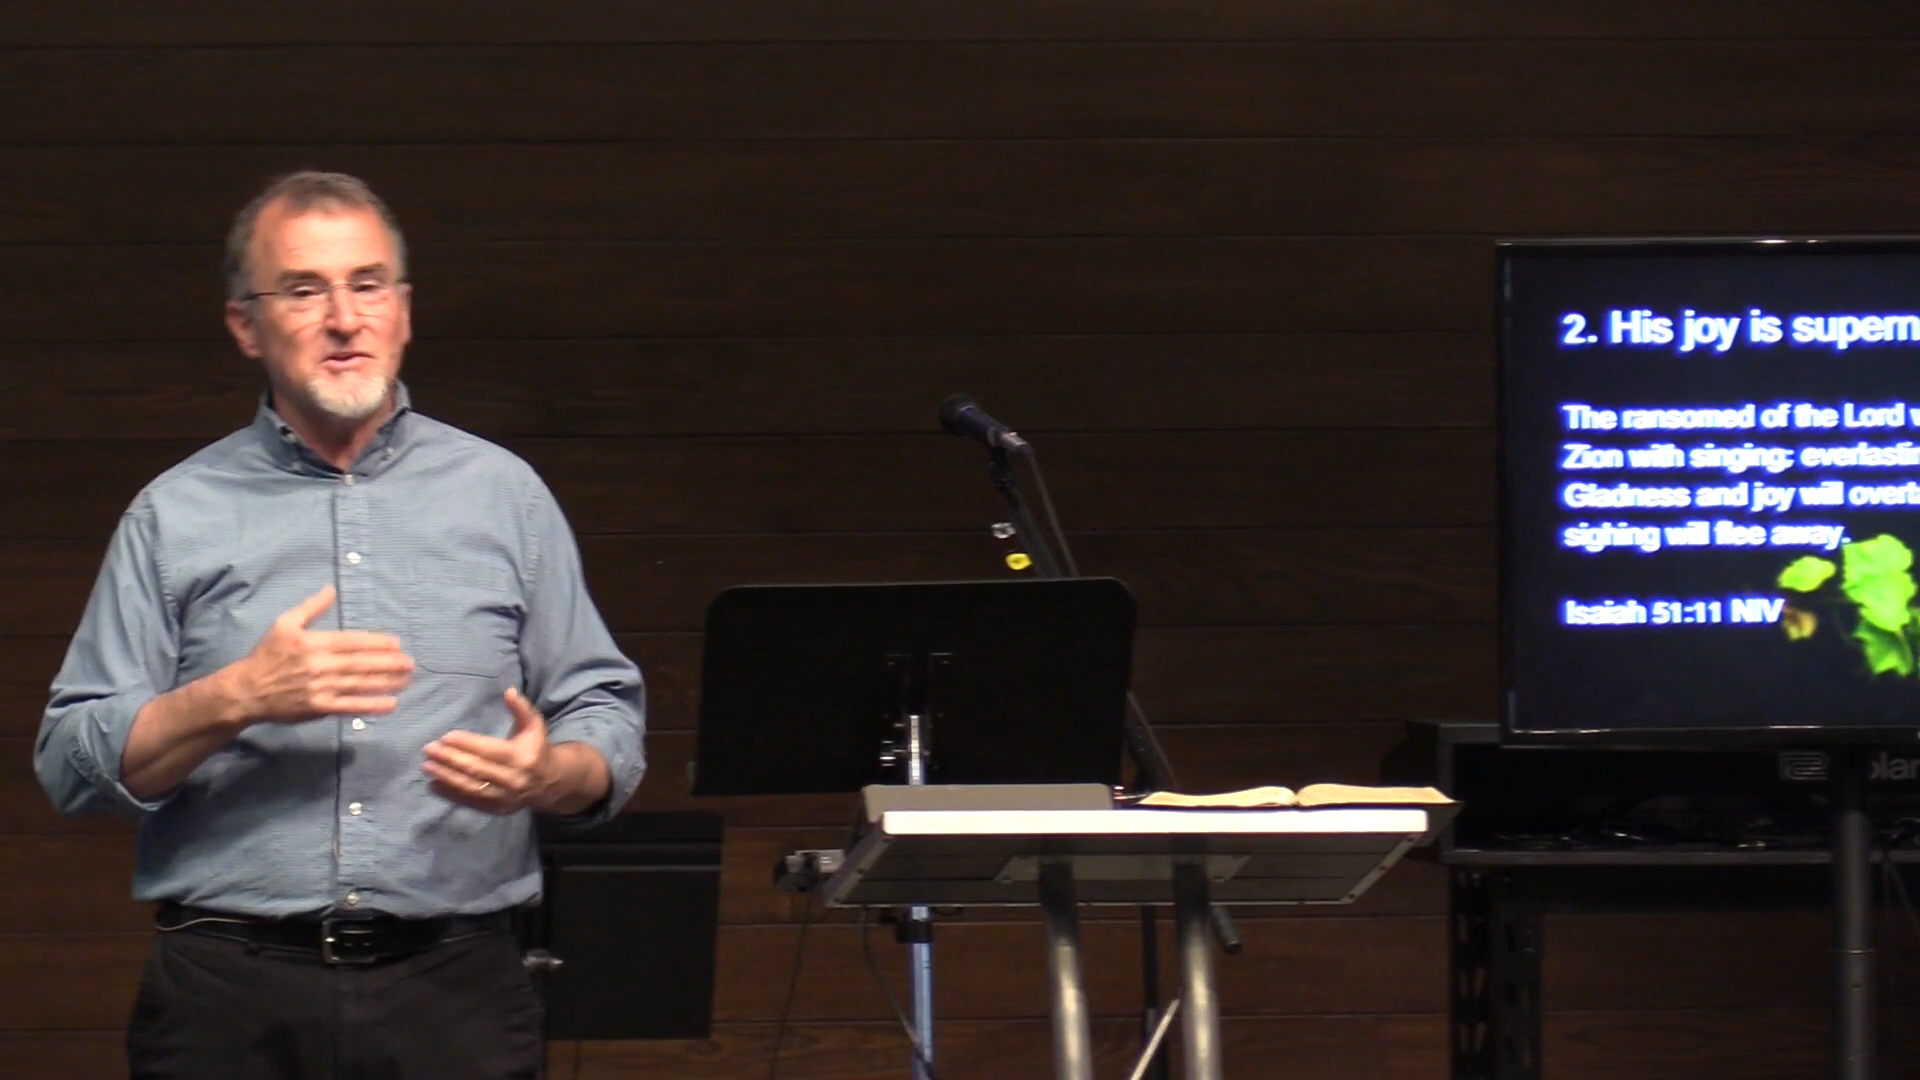 2. His joy is supern
The ransomed of the Lord w
Zion with singing; everlastin
Gladness and joy will overt
sighing will flee away.
Isaiah 51:11 NIV